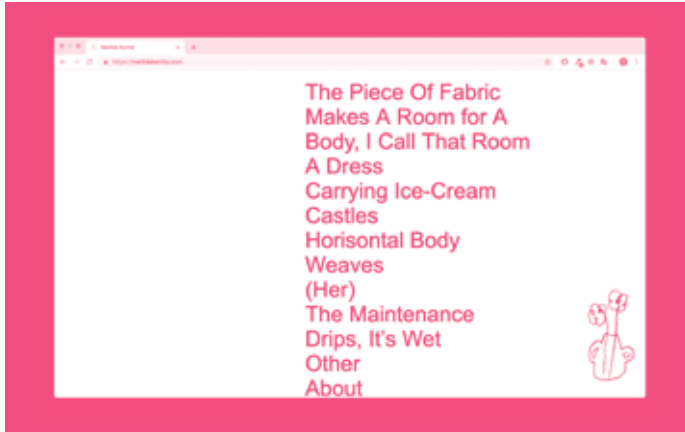 The Piece Of Fabric
Makes A Room for A
Body, I Call That Room
A Dress
Carrying Ice-Cream
Castles
Horisontal Body
Weaves
(Her)
The Maintenance
Drips, It's Wet
Other
About